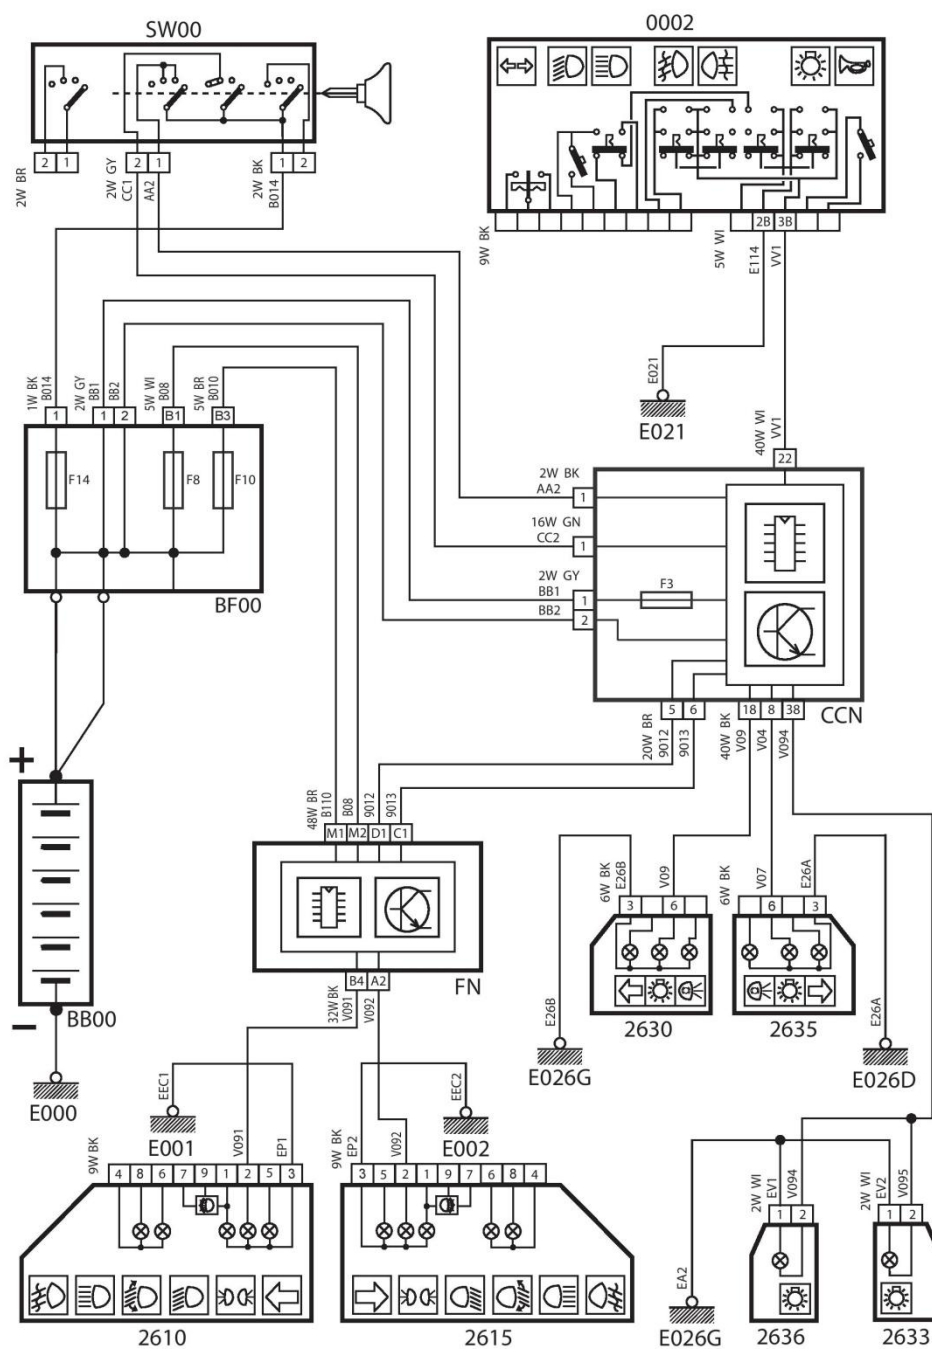 SW00
0002
2 1
2 1
1 2
2W BR
2W GY
CC1
AA2
2W BK
B014
9W BK
5W WI
2B 3B
E114
VV1
E021
E021
1W BK
B014
2W GY
BB1
BB2
5W WI
B08
5W BR
B010
1 1 2 B1 B3
F14
F8
F10
BF00
40W WI
VV1
22
2W BK
AA2
1
16W GN
CC2
1
2W GY
BB1
1
BB2
2
F3
CCN
5 6 18 8 38
20W BR
9012
9013
40W BK
V09
V04
V094
+
BB00
−
E000
48W BR
B110
B08
9012
9013
M1 M2 D1 C1
FN
B4 A2
32W BK
V091
V092
6W BK
E26B
V09
3 6
6W BK
V07
E26A
6 3
2630
2635
E26B
E026G
E26A
E026D
EEC1
E001
V091
EP1
9W BK
4 8 6 7 9 1 2 5 3
2610
EEC2
E002
9W BK
EP2
V092
3 5 2 1 9 7 6 8 4
2615
EA2
E026G
2W WI
EV1
V094
1 2
2636
2W WI
EV2
V095
1 2
2633